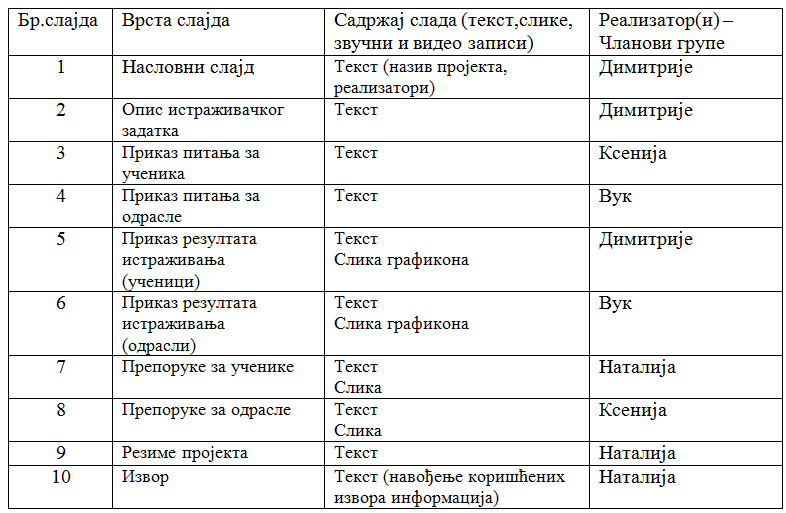 Бр.слајда Врста слајда Садржај слада (текст,слике, Реализатор(и) –
звучни и видео записи) Чланови групе
1 Насловни слајд Текст (назив пројекта, Димитрије
реализатори)
2 Опис истраживачког Текст Димитрије
задатка
3 Приказ питања за Текст Ксенија
ученика
4 Приказ питања за Текст Вук
одрасле
5 Приказ резултата Текст Димитрије
истраживања Слика графикона
(ученици)
6 Приказ резултата Текст Вук
истраживања Слика графикона
(одрасли)
7 Препоруке за ученике Текст Наталија
Слика
8 Препоруке за одрасле Текст Ксенија
Слика
9 Резиме пројекта Текст Наталија
10 Извор Текст (навођење коришћених Наталија
извора информација)